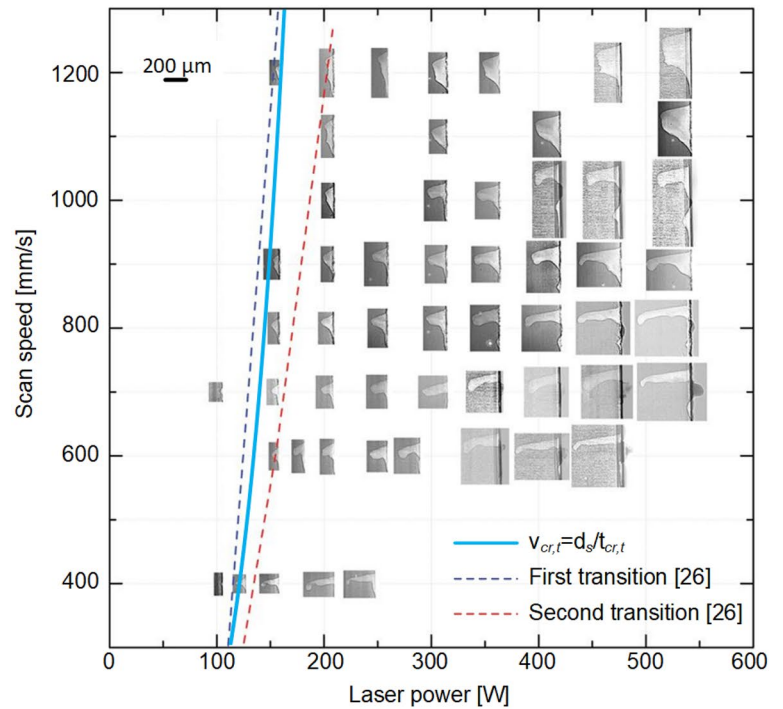 1200
1000
800
600
400
Scan speed [mm/s]
200 μm
v_cr,t=d_s/t_cr,t
First transition [26]
Second transition [26]
0
100
200
300
400
500
600
Laser power [W]